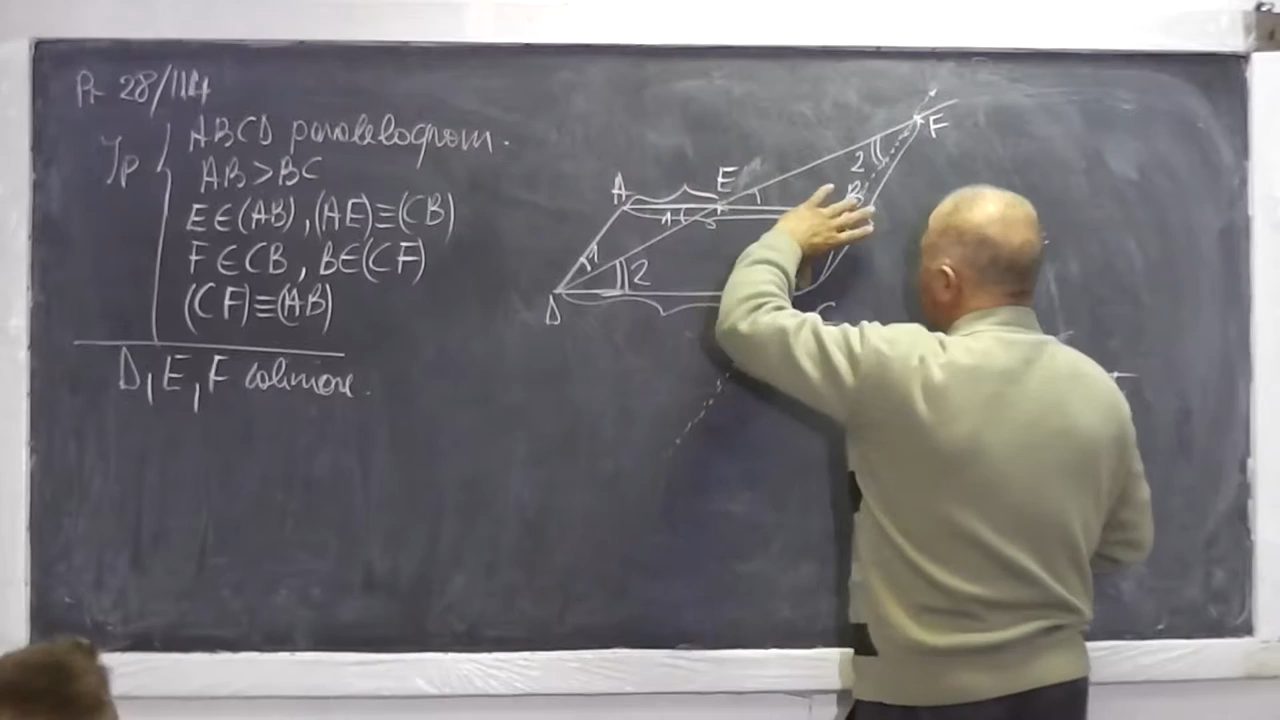 Pr 28/114
Ip
ABCD paralelogram.
AB>BC
E∈(AB), (AE)≡(CB)
F∈CB, B∈(CF)
(CF)≡(AB)
D, E, F coliniare.
F
2
A
E
B
1
1
2
D
C